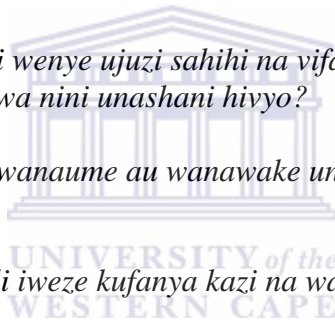 i wenye ujuzi sahihi na vifa
wa nini unashani hivyo?
wanaume au wanawake un
UNIVERSITY of the
li iweze kufanya kazi na wa
WESTERN CAPE